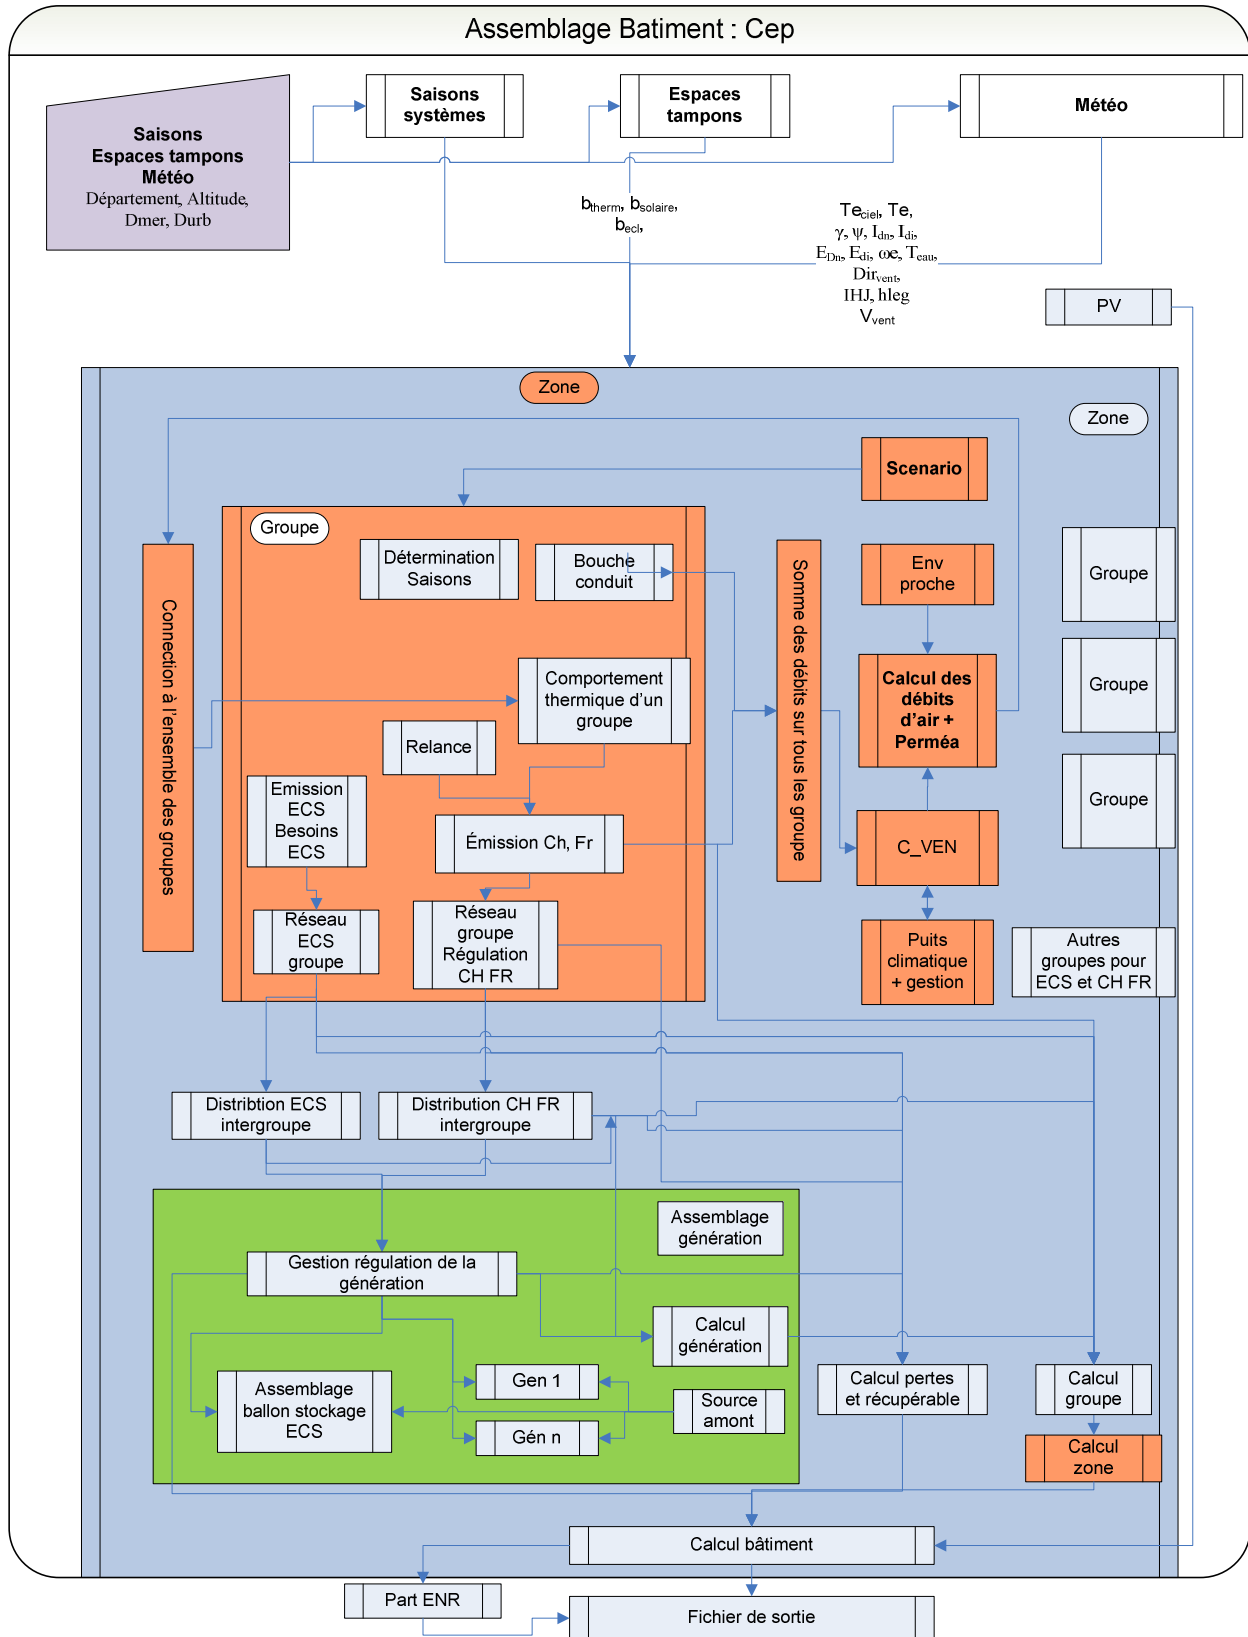 Assemblage Batiment : Cep
Saisons
systèmes
Espaces
tampons
Météo
Saisons
Espaces tampons
Météo
Département, Altitude,
Dmer, Durb
btherm, bsolaire,
becl,
Teciel, Te,
γ, ψ, Idn, Idi,
EDn, Edi, ωe, Teau,
Dirvent,
IHJ, hleg
Vvent
PV
Zone
Zone
Scenario
Groupe
Détermination
Saisons
Bouche
conduit
Env
proche
Groupe
Connection à l'ensemble des groupes
Somme des débits sur tous les groupe
Comportement
thermique d'un
groupe
Calcul des
débits
d'air +
Perméa
Groupe
Relance
Emission
ECS
Besoins
ECS
Émission Ch, Fr
C_VEN
Groupe
Réseau
ECS
groupe
Réseau
groupe
Régulation
CH FR
Puits
climatique
+ gestion
Autres
groupes pour
ECS et CH FR
Distribtion ECS
intergroupe
Distribution CH FR
intergroupe
Assemblage
génération
Gestion régulation de la
génération
Calcul
génération
Assemblage
ballon stockage
ECS
Gen 1
Gén n
Source
amont
Calcul pertes
et récupérable
Calcul
groupe
Calcul
zone
Calcul bâtiment
Part ENR
Fichier de sortie